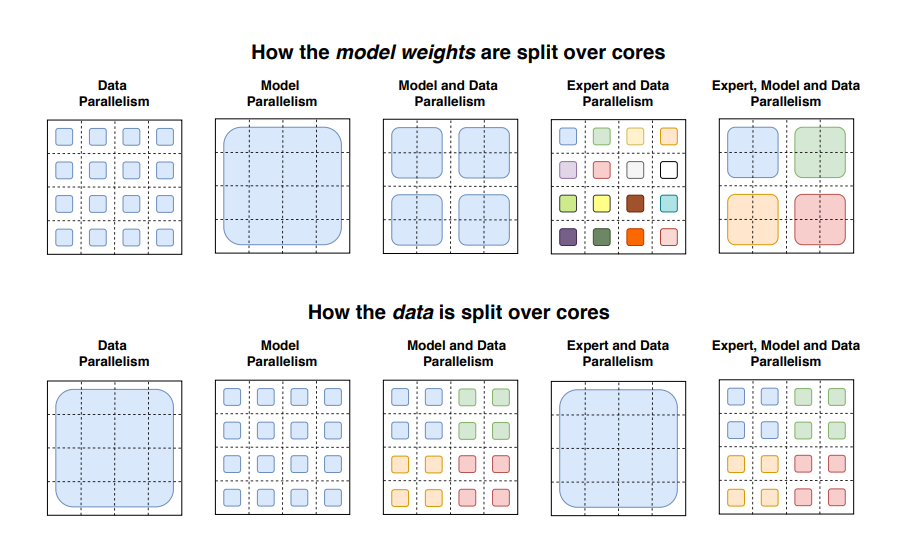 How the model weights are split over cores
Data
Parallelism
Model
Parallelism
Model and Data
Parallelism
Expert and Data
Parallelism
Expert, Model and Data
Parallelism
How the data is split over cores
Data
Parallelism
Model
Parallelism
Model and Data
Parallelism
Expert and Data
Parallelism
Expert, Model and Data
Parallelism